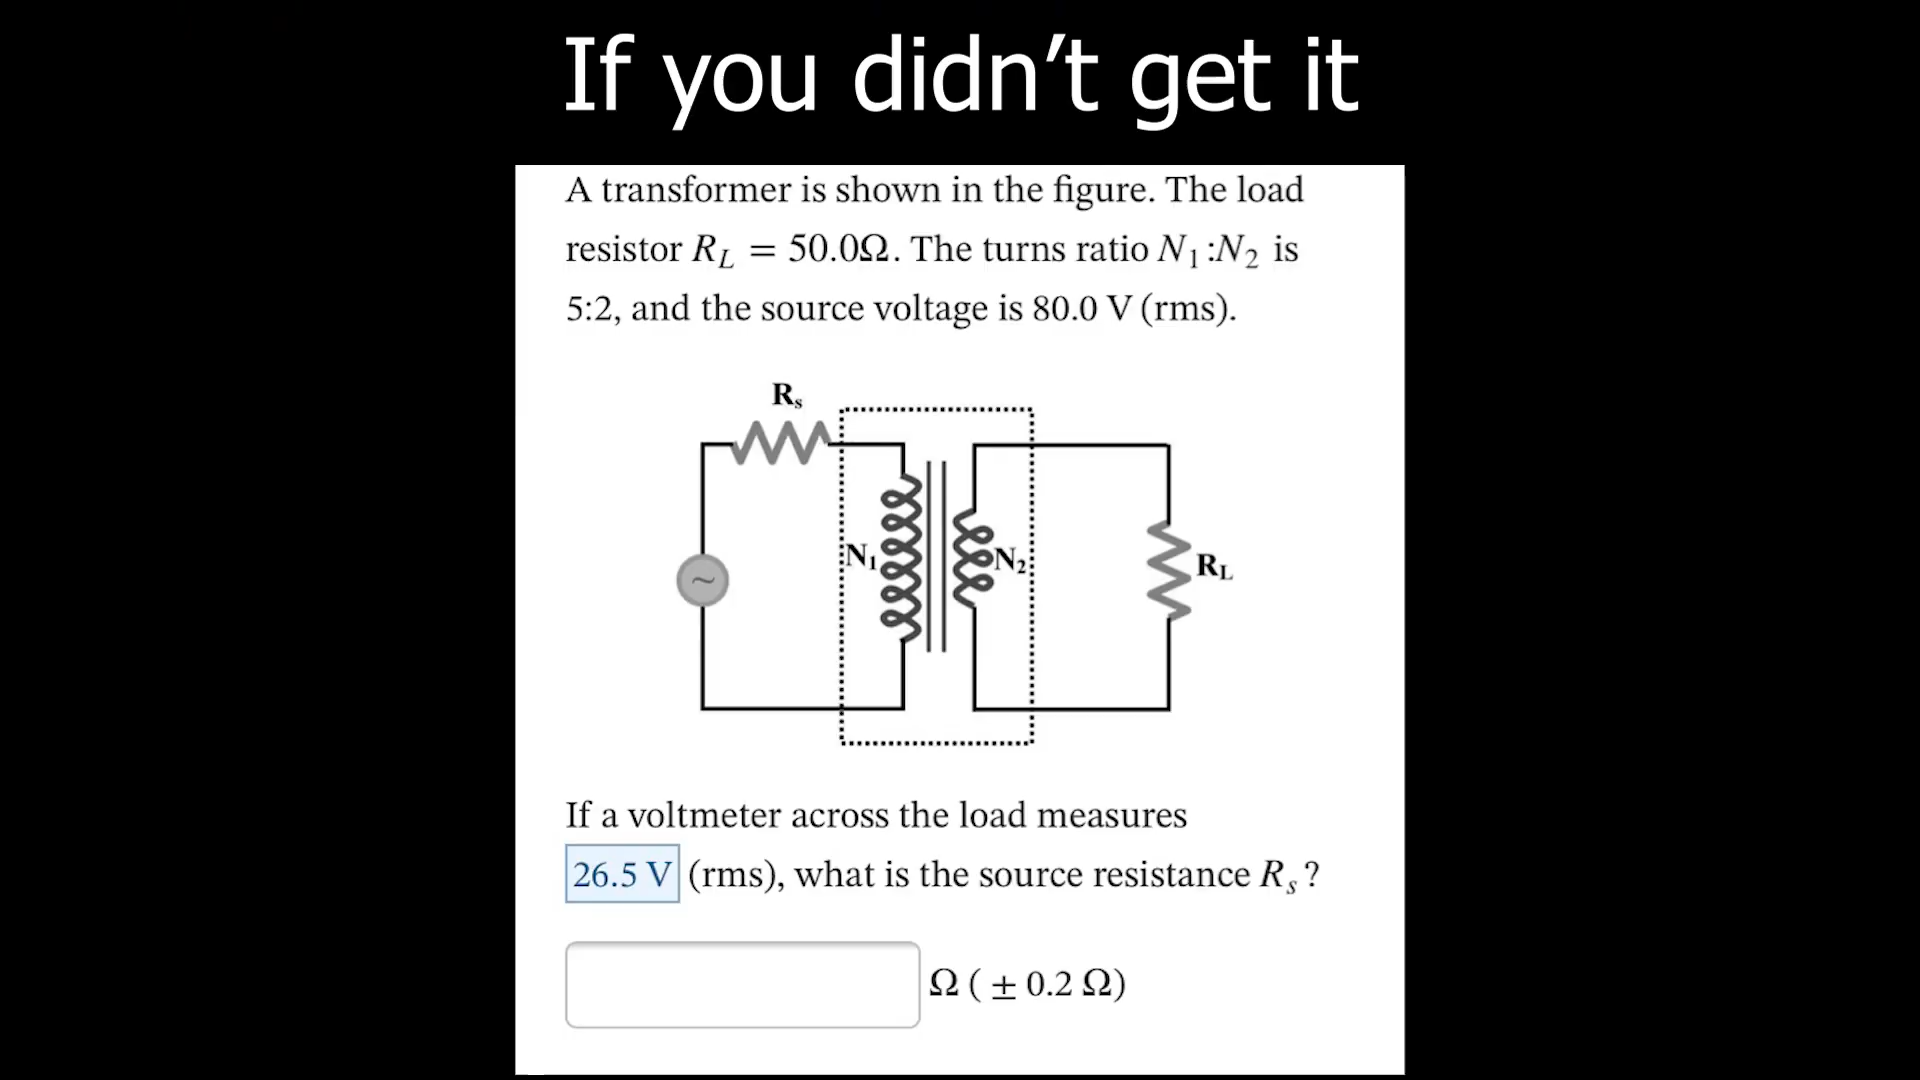 If you didn’t get it
A transformer is shown in the figure. The load
resistor R_L = 50.0Ω. The turns ratio N₁:N₂ is
5:2, and the source voltage is 80.0 V (rms).
Rₛ
N₁
N₂
R_L
~
If a voltmeter across the load measures
26.5 V (rms), what is the source resistance Rₛ?
Ω ( ± 0.2 Ω)